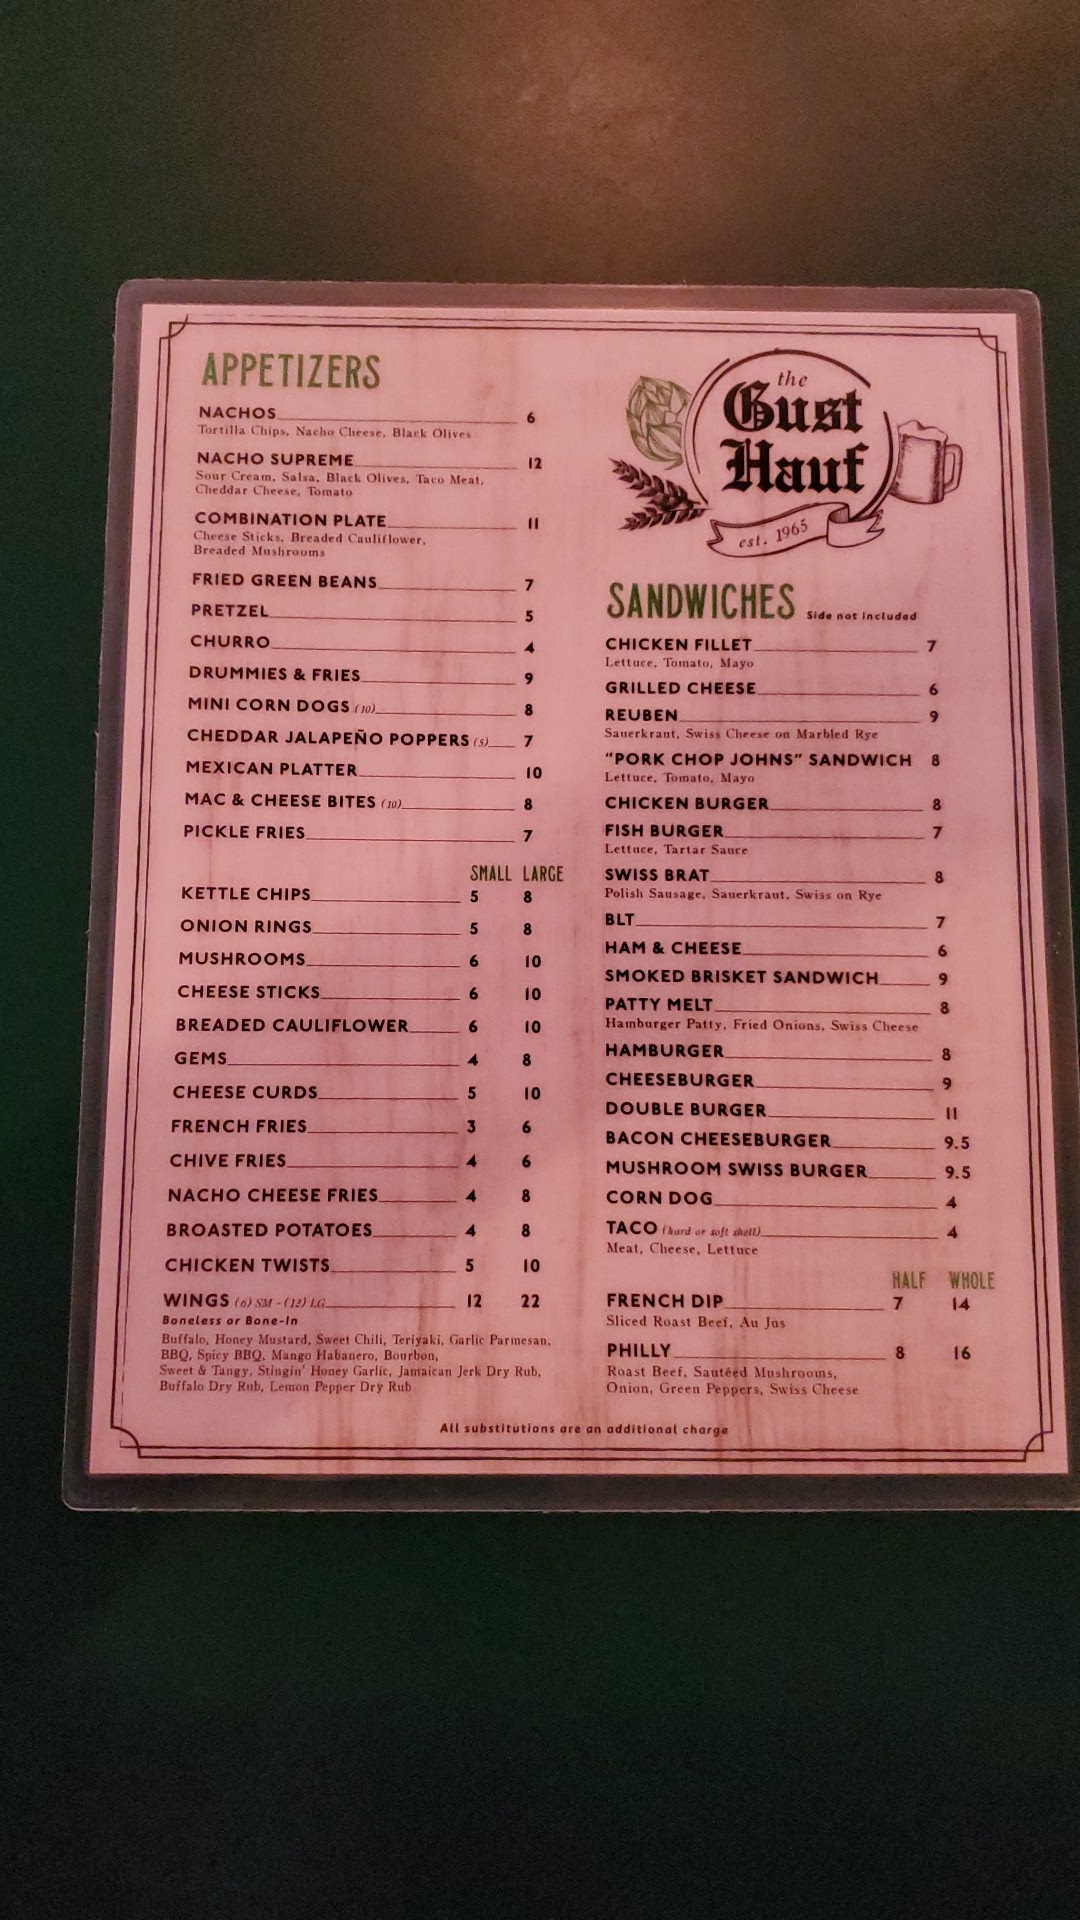 APPETIZERS
NACHOS 6
Tortilla Chips, Nacho Cheese, Black Olives
NACHO SUPREME 12
Sour Cream, Salsa, Black Olives, Taco Meat,
Cheddar Cheese, Tomato
COMBINATION PLATE 11
Cheese Sticks, Breaded Cauliflower,
Breaded Mushrooms
FRIED GREEN BEANS 7
PRETZEL 5
CHURRO 4
DRUMMIES & FRIES 9
MINI CORN DOGS (10) 8
CHEDDAR JALAPEÑO POPPERS (5) 7
MEXICAN PLATTER 10
MAC & CHEESE BITES (10) 8
PICKLE FRIES 7
SMALL LARGE
KETTLE CHIPS 5 8
ONION RINGS 5 8
MUSHROOMS 6 10
CHEESE STICKS 6 10
BREADED CAULIFLOWER 6 10
GEMS 4 8
CHEESE CURDS 5 10
FRENCH FRIES 3 6
CHIVE FRIES 4 6
NACHO CHEESE FRIES 4 8
BROASTED POTATOES 4 8
CHICKEN TWISTS 5 10
WINGS (6) SM - (12) LG 12 22
Boneless or Bone-In
Buffalo, Honey Mustard, Sweet Chili, Teriyaki, Garlic Parmesan,
BBQ, Spicy BBQ, Mango Habanero, Bourbon,
Sweet & Tangy, Stingin' Honey Garlic, Jamaican Jerk Dry Rub,
Buffalo Dry Rub, Lemon Pepper Dry Rub
the
Gust
Hauf
est. 1965
SANDWICHES Side not included
CHICKEN FILLET 7
Lettuce, Tomato, Mayo
GRILLED CHEESE 6
REUBEN 9
Sauerkraut, Swiss Cheese on Marbled Rye
"PORK CHOP JOHNS" SANDWICH 8
Lettuce, Tomato, Mayo
CHICKEN BURGER 8
FISH BURGER 7
Lettuce, Tartar Sauce
SWISS BRAT 8
Polish Sausage, Sauerkraut, Swiss on Rye
BLT 7
HAM & CHEESE 6
SMOKED BRISKET SANDWICH 9
PATTY MELT 8
Hamburger Patty, Fried Onions, Swiss Cheese
HAMBURGER 8
CHEESEBURGER 9
DOUBLE BURGER 11
BACON CHEESEBURGER 9.5
MUSHROOM SWISS BURGER 9.5
CORN DOG 4
TACO (hard or soft shell) 4
Meat, Cheese, Lettuce
HALF WHOLE
FRENCH DIP 7 14
Sliced Roast Beef, Au Jus
PHILLY 8 16
Roast Beef, Sautéed Mushrooms,
Onion, Green Peppers, Swiss Cheese
All substitutions are an additional charge